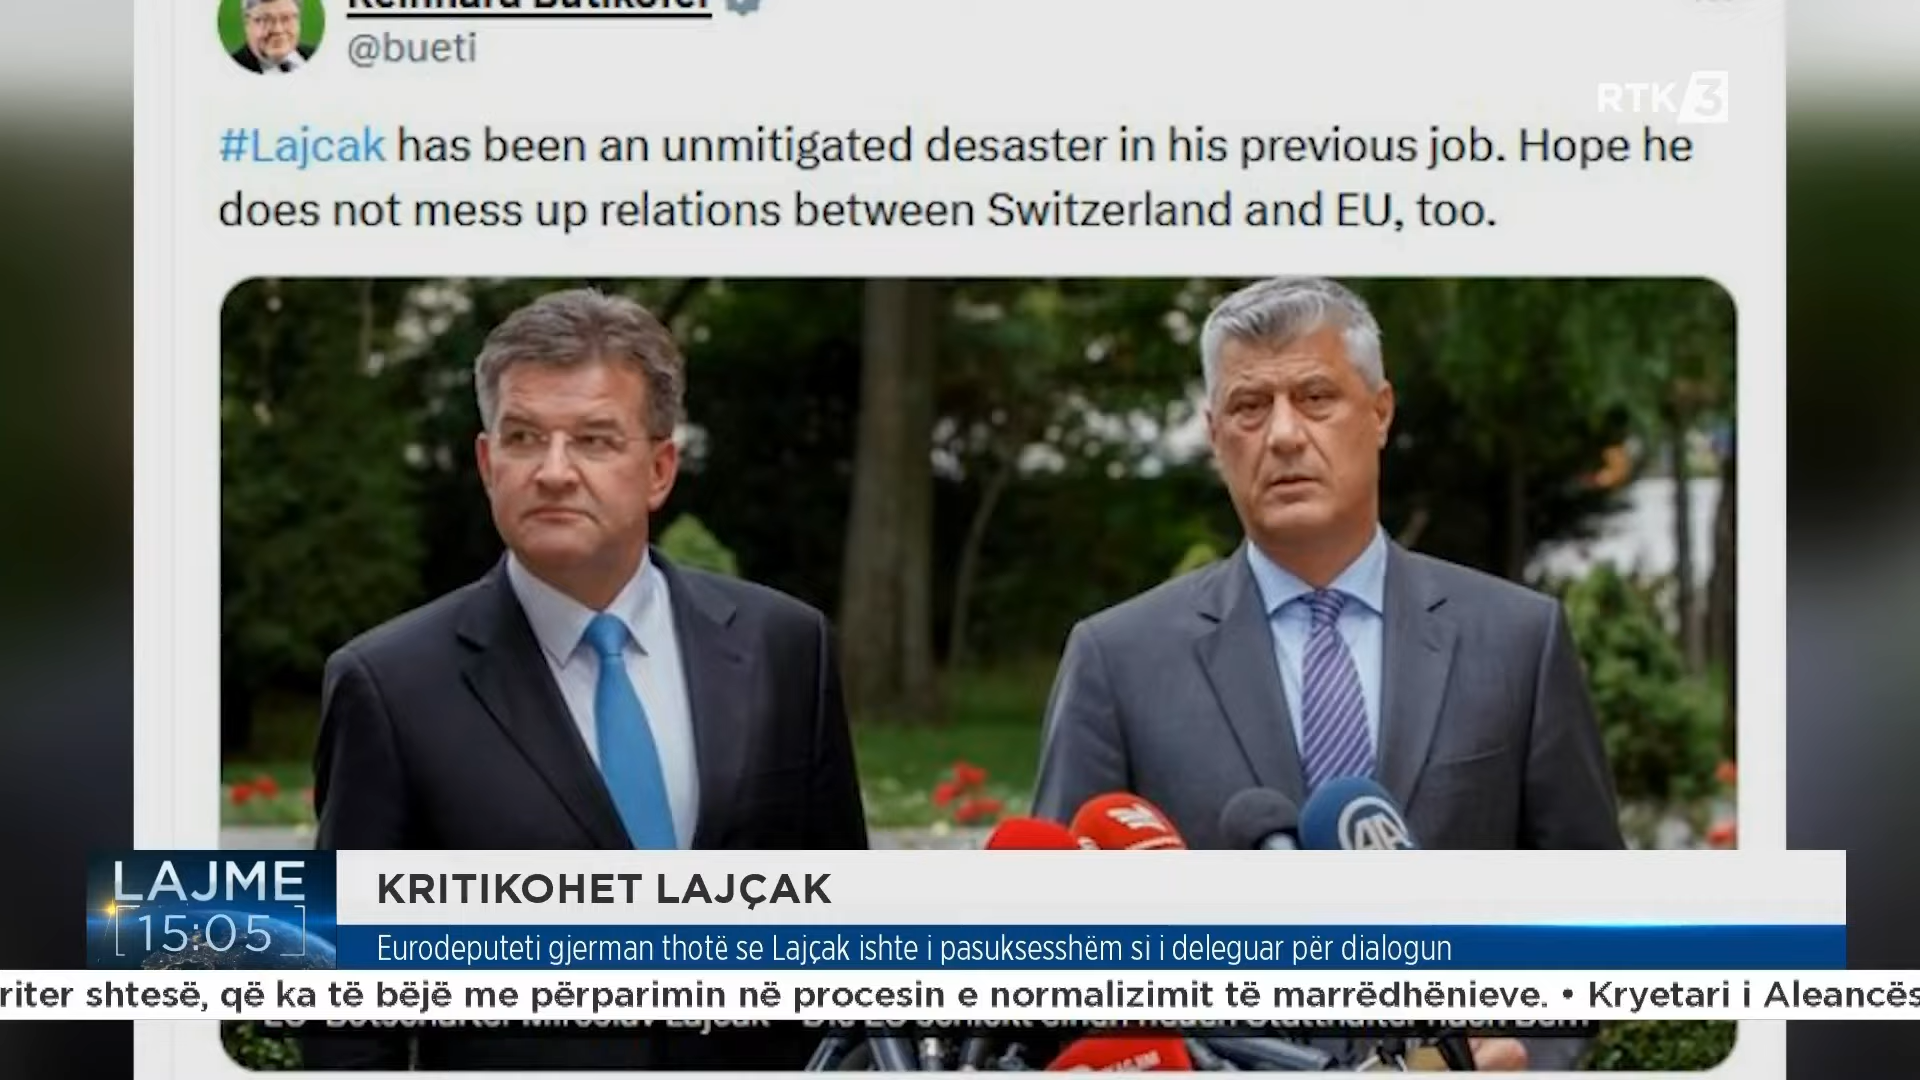 Reinhard Bütikofer
@bueti
RTK 3
#Lajcak has been an unmitigated desaster in his previous job. Hope he
does not mess up relations between Switzerland and EU, too.
LAJME
15:05
KRITIKOHET LAJÇAK
Eurodeputeti gjerman thotë se Lajçak ishte i pasuksesshëm si i deleguar për dialogun
riter shtesë, që ka të bëjë me përparimin në procesin e normalizimit të marrëdhënieve. • Kryetari i Aleancës